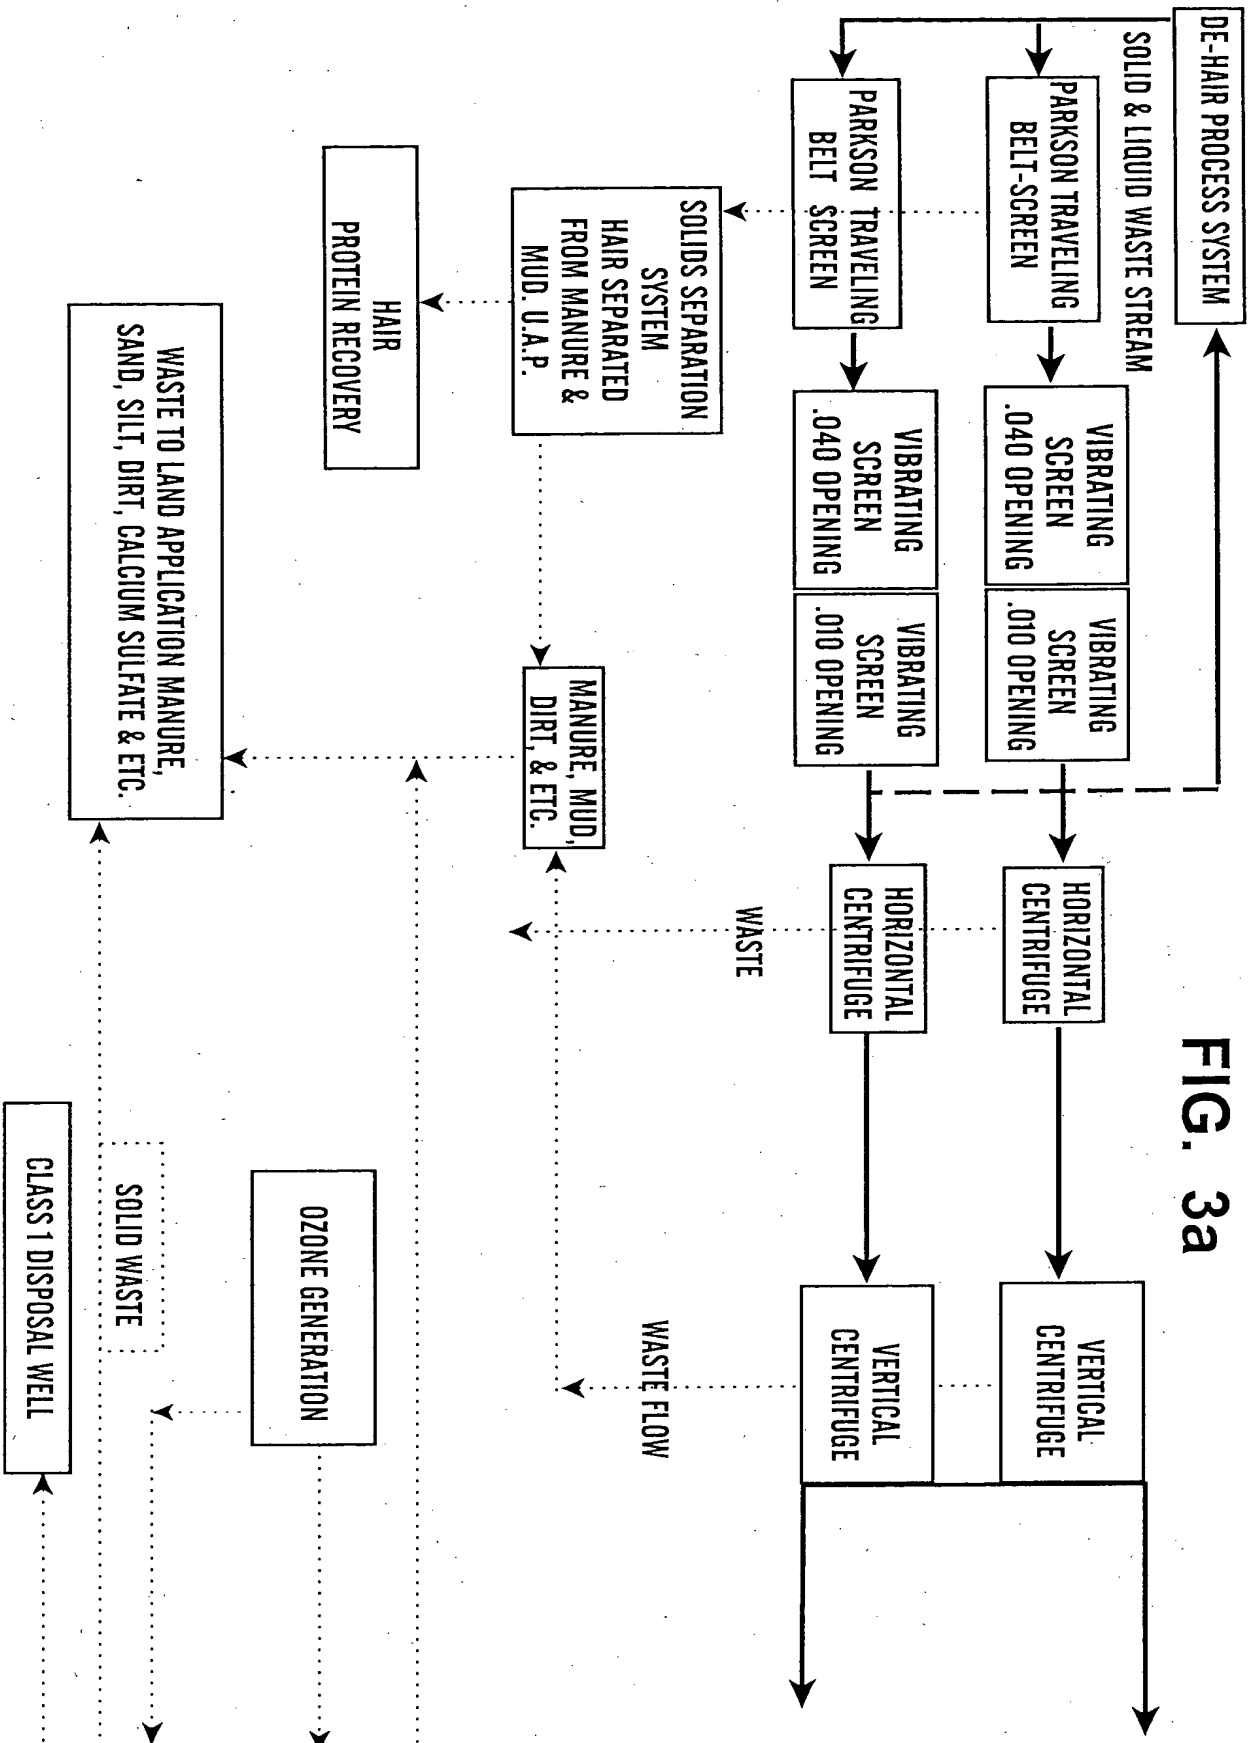 FIG. 3a
DE-HAIR PROCESS SYSTEM
SOLID & LIQUID WASTE STREAM
PARKSON TRAVELING
BELT-SCREEN
VIBRATING
SCREEN
.040 OPENING
VIBRATING
SCREEN
.010 OPENING
HORIZONTAL
CENTRIFUGE
VERTICAL
CENTRIFUGE
PARKSON TRAVELING
BELT SCREEN
VIBRATING
SCREEN
.040 OPENING
VIBRATING
SCREEN
.010 OPENING
HORIZONTAL
CENTRIFUGE
VERTICAL
CENTRIFUGE
WASTE
WASTE FLOW
SOLIDS SEPARATION
SYSTEM
HAIR SEPARATED
FROM MANURE &
MUD. U.A.P.
MANURE, MUD,
DIRT, & ETC.
HAIR
PROTEIN RECOVERY
OZONE GENERATION
WASTE TO LAND APPLICATION MANURE,
SAND, SILT, DIRT, CALCIUM SULFATE & ETC.
SOLID WASTE
CLASS 1 DISPOSAL WELL